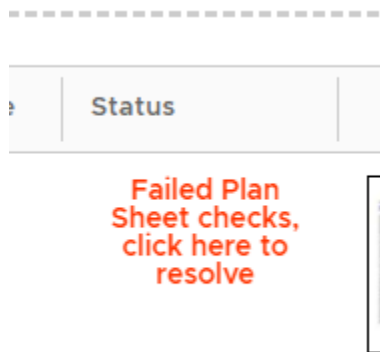 Status
Failed Plan
Sheet checks,
click here to
resolve